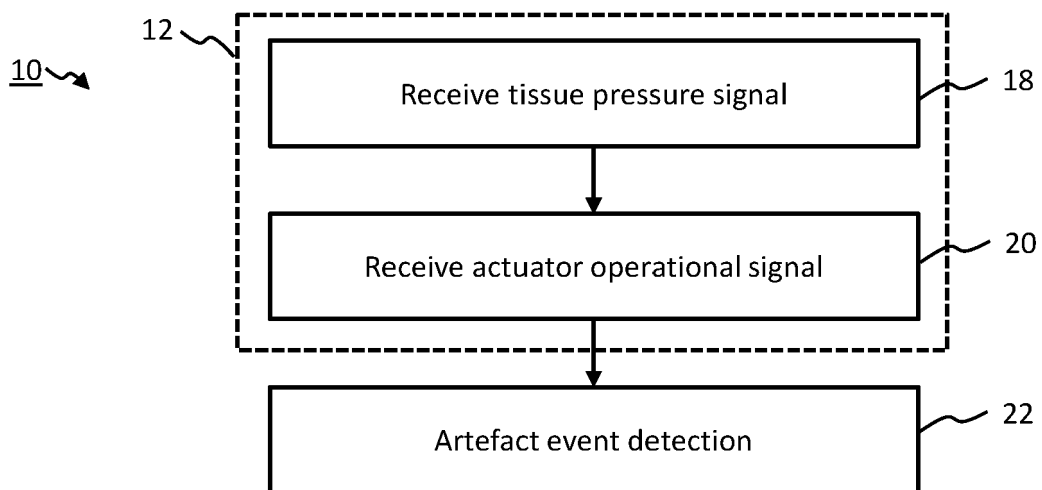 12
10
Receive tissue pressure signal
18
Receive actuator operational signal
20
Artefact event detection
22